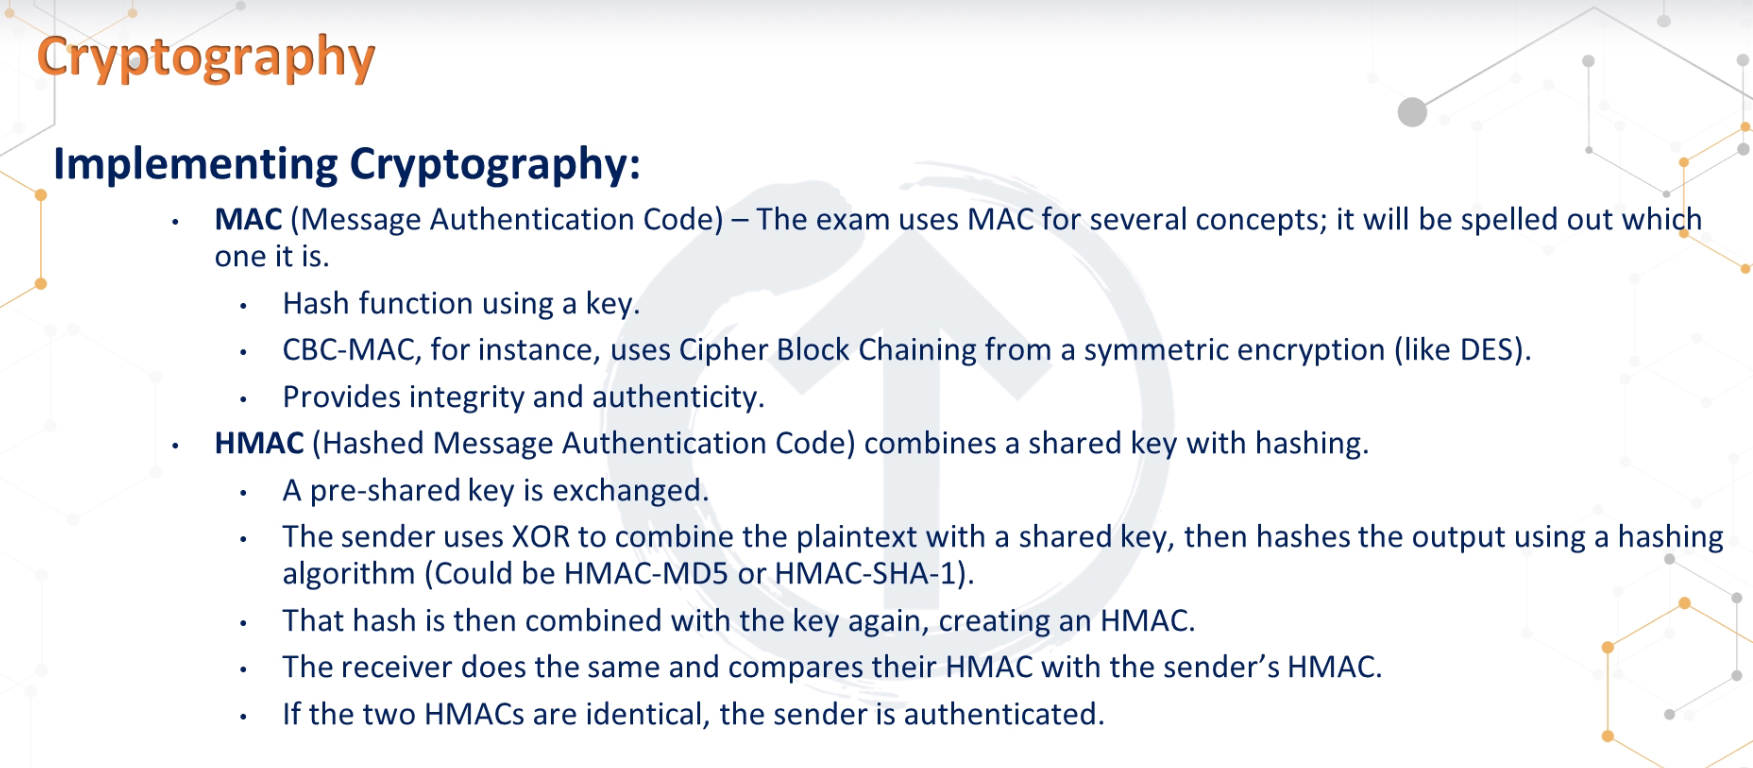 Cryptography
Implementing Cryptography:
• MAC (Message Authentication Code) – The exam uses MAC for several concepts; it will be spelled out which
one it is.
• Hash function using a key.
• CBC-MAC, for instance, uses Cipher Block Chaining from a symmetric encryption (like DES).
• Provides integrity and authenticity.
• HMAC (Hashed Message Authentication Code) combines a shared key with hashing.
• A pre-shared key is exchanged.
• The sender uses XOR to combine the plaintext with a shared key, then hashes the output using a hashing
algorithm (Could be HMAC-MD5 or HMAC-SHA-1).
• That hash is then combined with the key again, creating an HMAC.
• The receiver does the same and compares their HMAC with the sender’s HMAC.
• If the two HMACs are identical, the sender is authenticated.